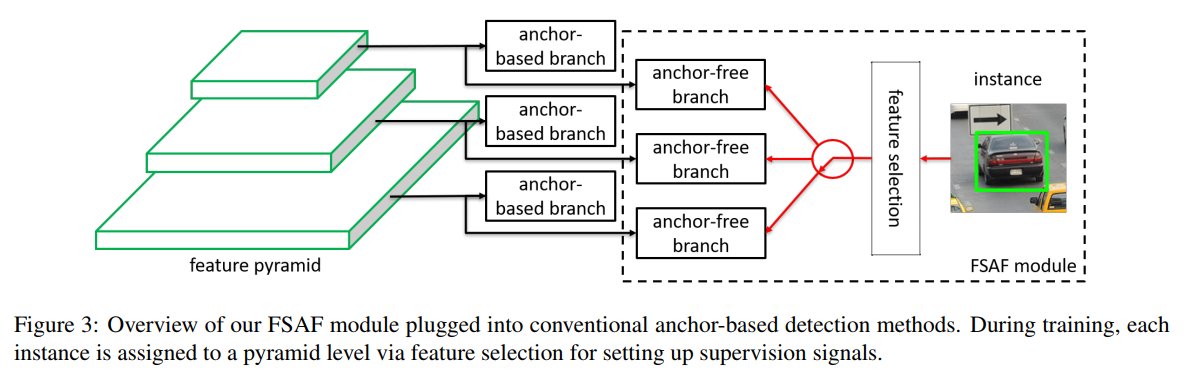 anchor-
based branch
anchor-free
branch
anchor-
based branch
anchor-free
branch
anchor-
based branch
anchor-free
branch
feature selection
instance
feature pyramid
FSAF module
Figure 3: Overview of our FSAF module plugged into conventional anchor-based detection methods. During training, each
instance is assigned to a pyramid level via feature selection for setting up supervision signals.